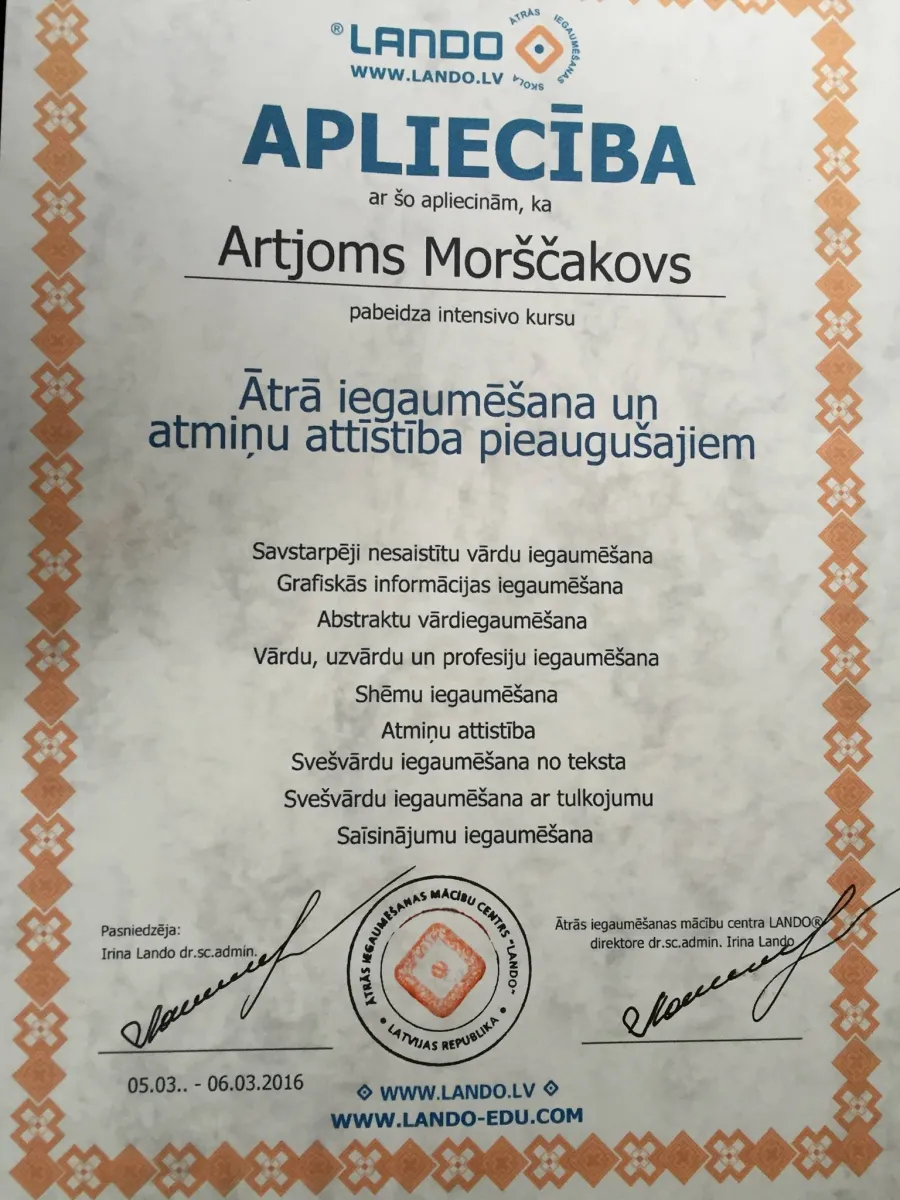 ® LANDO
ĀTRĀS IEGAUMĒŠANAS SKOLA
WWW.LANDO.LV
APLIECĪBA
ar šo apliecinām, ka
Artjoms Morščakovs
pabeidza intensivo kursu
Ātrā iegaumēšana un
atmiņu attīstība pieaugušajiem
Savstarpēji nesaistītu vārdu iegaumēšana
Grafiskās informācijas iegaumēšana
Abstraktu vārdiegaumēšana
Vārdu, uzvārdu un profesiju iegaumēšana
Shēmu iegaumēšana
Atmiņu attistība
Svešvārdu iegaumēšana no teksta
Svešvārdu iegaumēšana ar tulkojumu
Saīsinājumu iegaumēšana
Pasniedzēja:
Irina Lando dr.sc.admin.
ĀTRĀS IEGAUMĒŠANAS MĀCĪBU CENTRS "LANDO"
• LATVIJAS REPUBLIKA •
Ātrās iegaumēšanas mācību centra LANDO®
direktore dr.sc.admin. Irina Lando
05.03.. - 06.03.2016
WWW.LANDO.LV
WWW.LANDO-EDU.COM